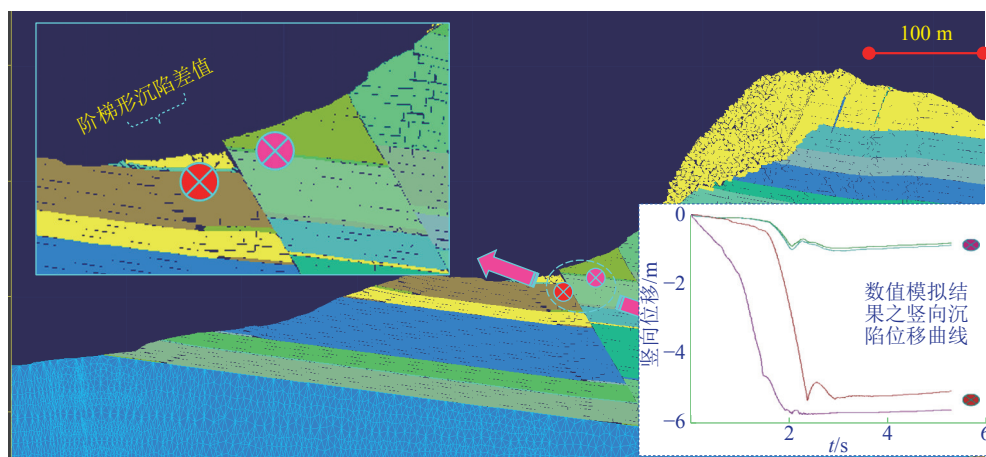 阶梯形沉陷差值
100 m
竖向位移/m
0
−2
−4
−6
数值模拟结
果之竖向沉
陷位移曲线
2
4
6
t/s